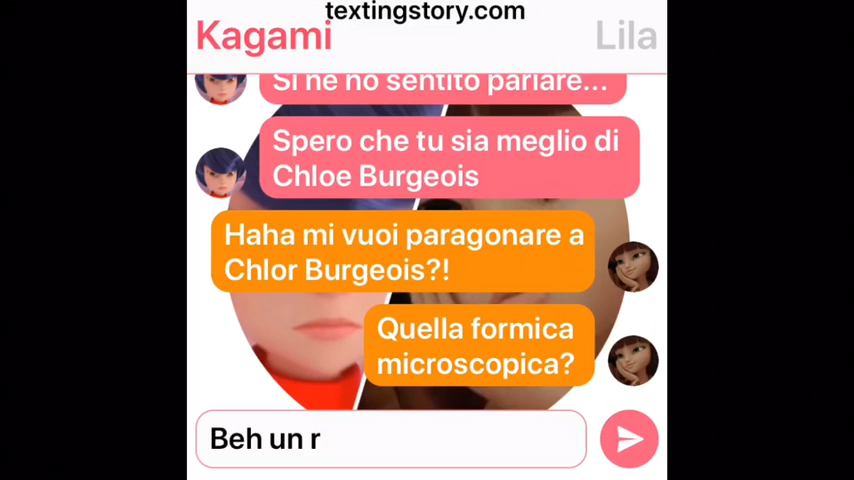 textingstory.com
Kagami
Lila
Si ne ho sentito parlare...
Spero che tu sia meglio di
Chloe Burgeois
Haha mi vuoi paragonare a
Chlor Burgeois?!
Quella formica
microscopica?
Beh un r